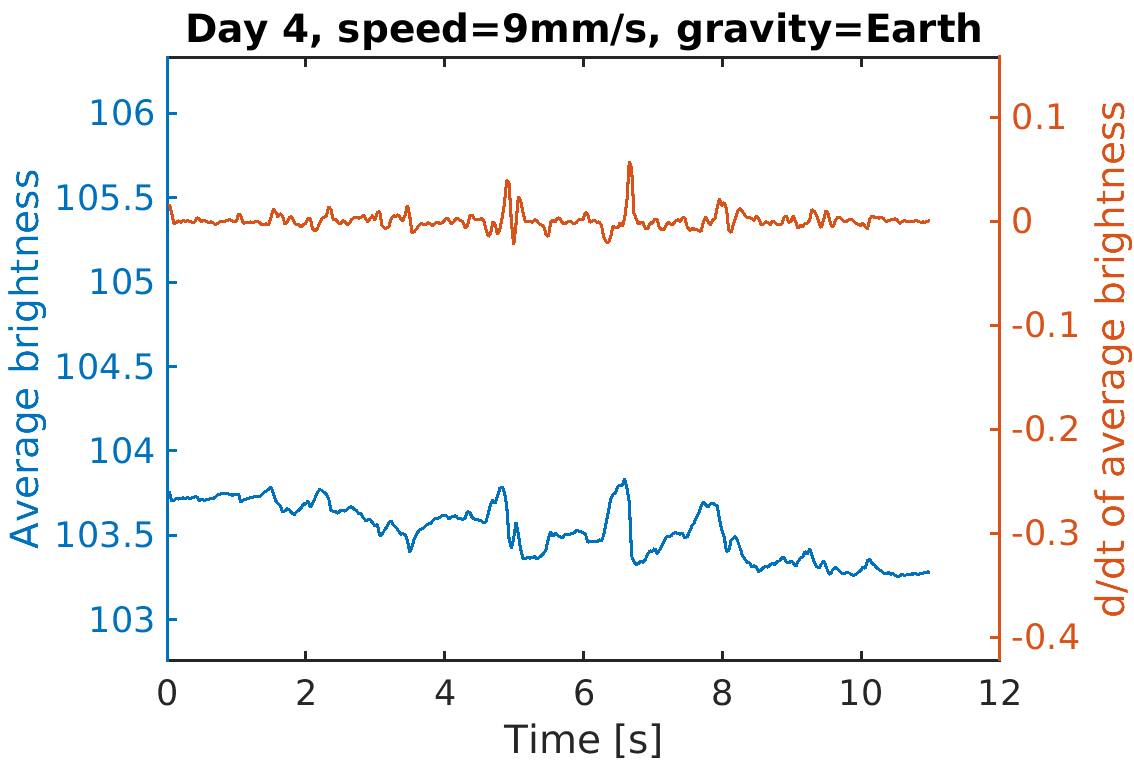 Day 4, speed=9mm/s, gravity=Earth
Average brightness
106
105.5
105
104.5
104
103.5
103
0.1
0
-0.1
-0.2
-0.3
-0.4
d/dt of average brightness
0 2 4 6 8 10 12
Time [s]